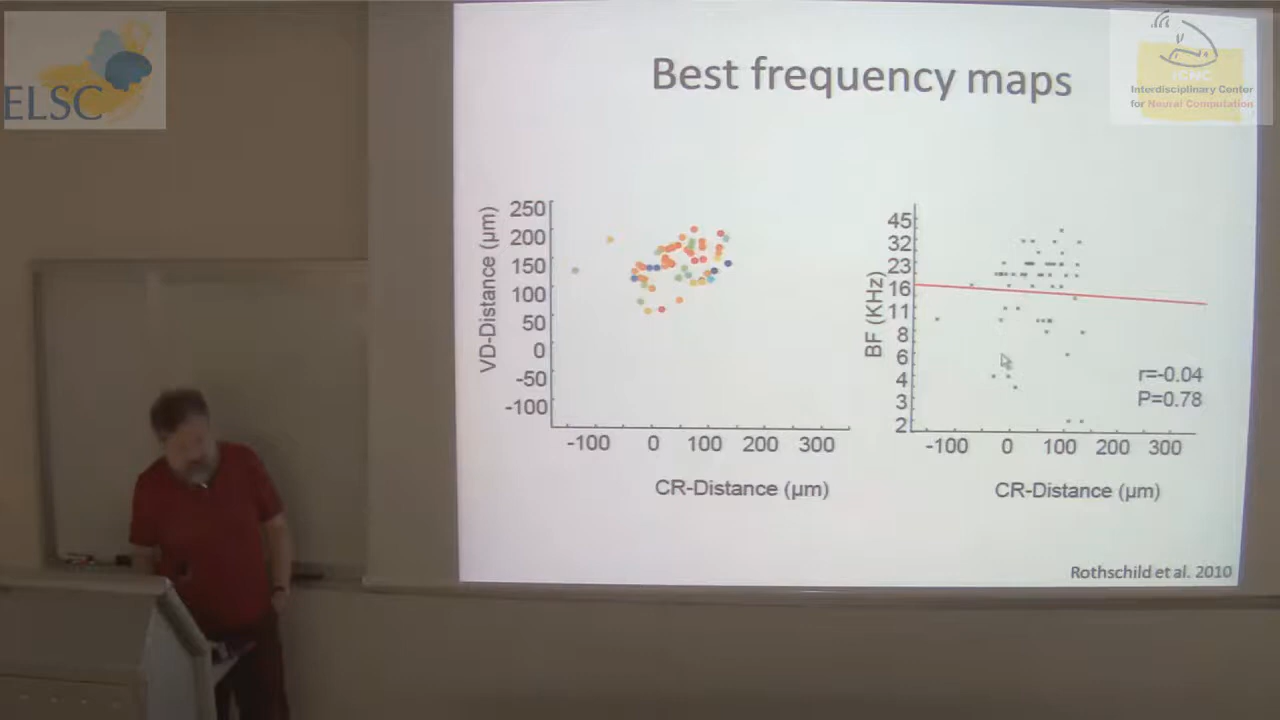 ELSC
Best frequency maps
ICNC
Interdisciplinary Center
for Neural Computation
VD-Distance (µm)
250
200
150
100
50
0
-50
-100
-100 0 100 200 300
CR-Distance (µm)
BF (KHz)
45
32
23
16
11
8
6
4
3
2
r=-0.04
P=0.78
-100 0 100 200 300
CR-Distance (µm)
Rothschild et al. 2010